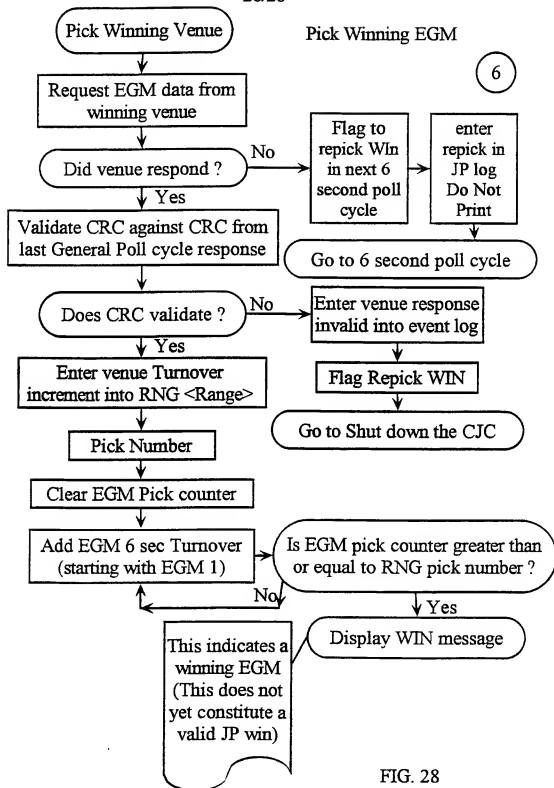 Pick Winning Venue
Pick Winning EGM
6
Request EGM data from
winning venue
Did venue respond ?
No
Flag to
repick WIn
in next 6
second poll
cycle
enter
repick in
JP log
Do Not
Print
Go to 6 second poll cycle
Yes
Validate CRC against CRC from
last General Poll cycle response
Does CRC validate ?
No
Enter venue response
invalid into event log
Flag Repick WIN
Go to Shut down the CJC
Yes
Enter venue Turnover
increment into RNG <Range>
Pick Number
Clear EGM Pick counter
Add EGM 6 sec Turnover
(starting with EGM 1)
Is EGM pick counter greater than
or equal to RNG pick number ?
No
Yes
Display WIN message
This indicates a
winning EGM
(This does not
yet constitute a
valid JP win)
FIG. 28